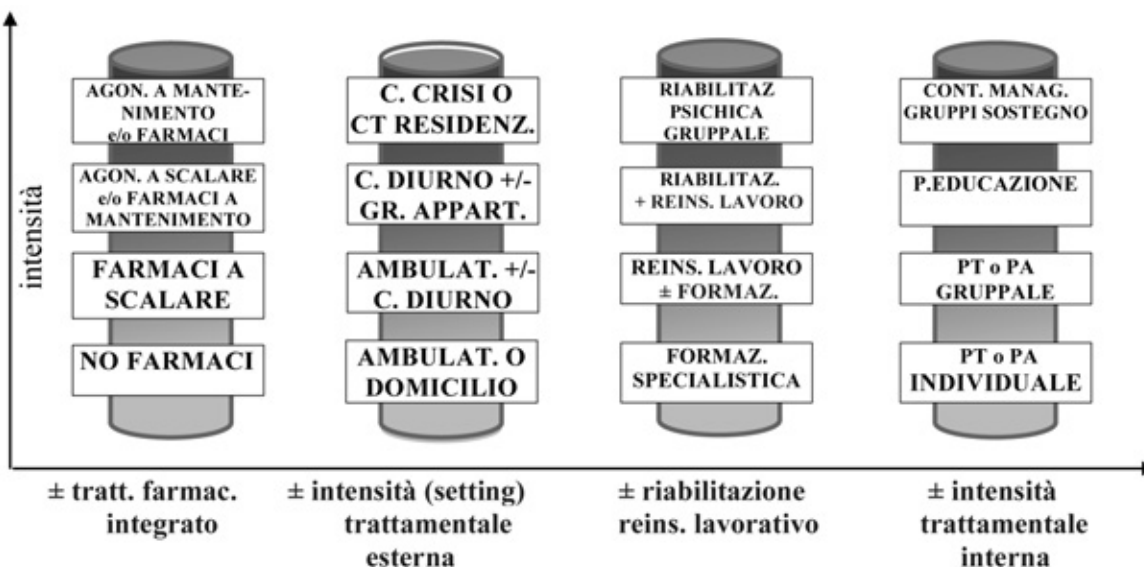 AGON. A MANTE-
NIMENTO
e/o FARMACI
AGON. A SCALARE
e/o FARMACI A
MANTENIMENTO
FARMACI A
SCALARE
NO FARMACI
C. CRISI O
CT RESIDENZ.
C. DIURNO +/-
GR. APPART.
AMBULAT. +/-
C. DIURNO
AMBULAT. O
DOMICILIO
RIABILITAZ
PSICHICA
GRUPPALE
RIABILITAZ.
+ REINS. LAVORO
REINS. LAVORO
± FORMAZ.
FORMAZ.
SPECIALISTICA
CONT. MANAG.
GRUPPI SOSTEGNO
P.EDUCAZIONE
PT o PA
GRUPPALE
PT o PA
INDIVIDUALE
intensità
± tratt. farmac.
integrato
± intensità (setting)
trattamentale
esterna
± riabilitazione
reins. lavorativo
± intensità
trattamentale
interna